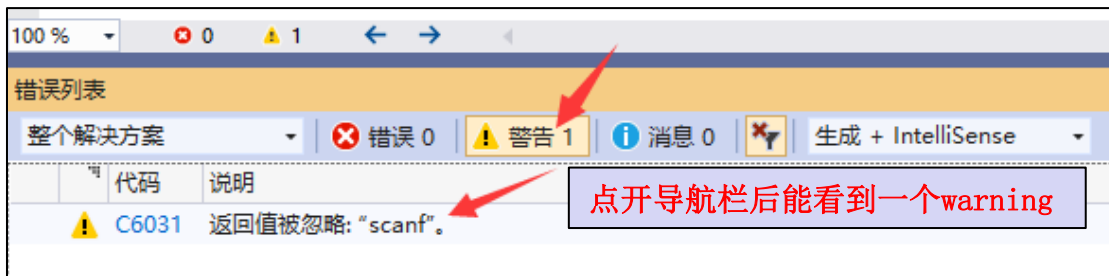 100 % 0 1
错误列表
整个解决方案 错误 0 警告 1 消息 0 生成 + IntelliSense
代码 说明
点开导航栏后能看到一个warning
C6031 返回值被忽略: “scanf”。